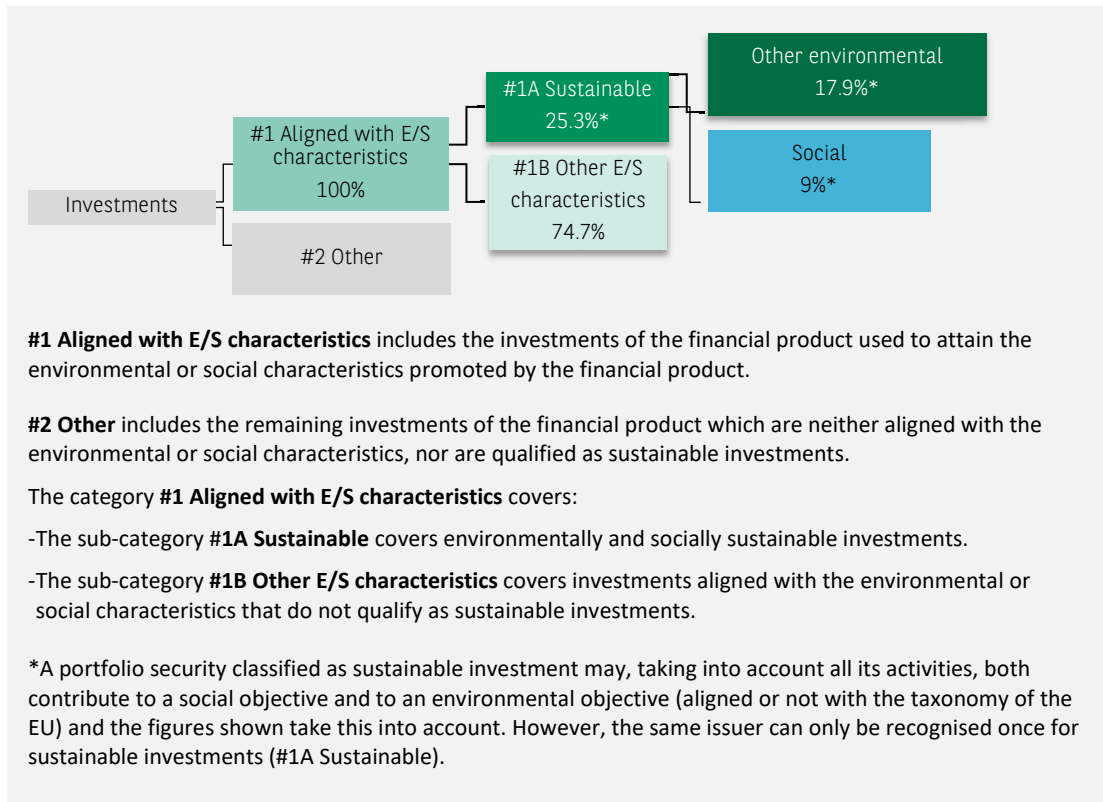 Investments
#1 Aligned with E/S
characteristics
100%
#2 Other
#1A Sustainable
25.3%*
#1B Other E/S
characteristics
74.7%
Other environmental
17.9%*
Social
9%*
#1 Aligned with E/S characteristics includes the investments of the financial product used to attain the
environmental or social characteristics promoted by the financial product.
#2 Other includes the remaining investments of the financial product which are neither aligned with the
environmental or social characteristics, nor are qualified as sustainable investments.
The category #1 Aligned with E/S characteristics covers:
-The sub-category #1A Sustainable covers environmentally and socially sustainable investments.
-The sub-category #1B Other E/S characteristics covers investments aligned with the environmental or
social characteristics that do not qualify as sustainable investments.
*A portfolio security classified as sustainable investment may, taking into account all its activities, both
contribute to a social objective and to an environmental objective (aligned or not with the taxonomy of the
EU) and the figures shown take this into account. However, the same issuer can only be recognised once for
sustainable investments (#1A Sustainable).